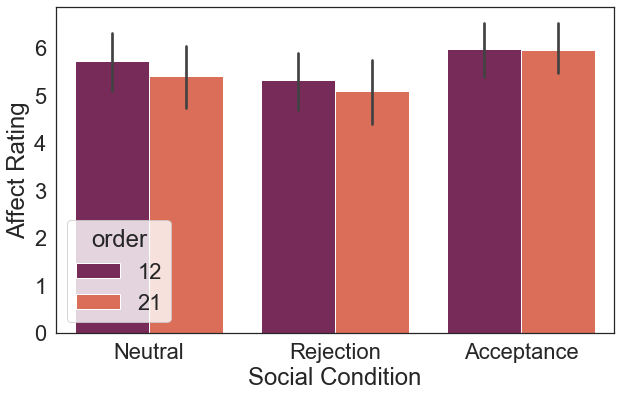 Affect Rating
6
5
4
3
2
1
0
order
12
21
Neutral Rejection Acceptance
Social Condition